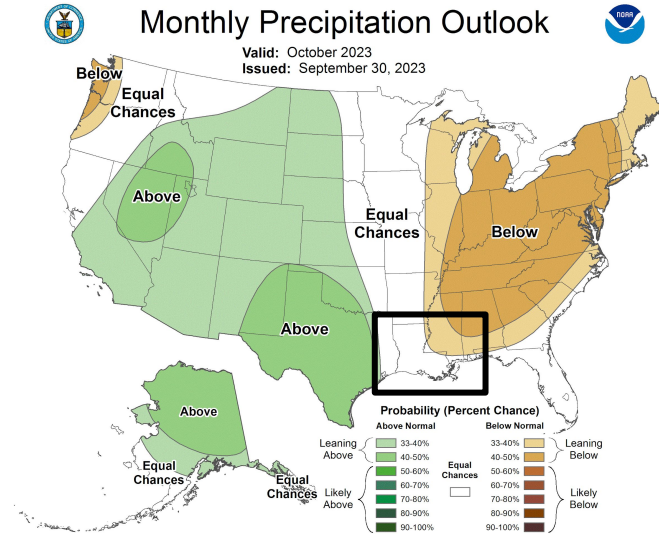 Monthly Precipitation Outlook
Valid: October 2023
Issued: September 30, 2023
NOAA
Below
Equal
Chances
Above
Equal
Chances
Below
Above
Above
Equal
Chances
Equal
Chances
Probability (Percent Chance)
Above Normal
Below Normal
Leaning
Above
33-40%
40-50%
50-60%
60-70%
70-80%
80-90%
90-100%
Likely
Above
Equal
Chances
33-40%
40-50%
50-60%
60-70%
70-80%
80-90%
90-100%
Leaning
Below
Likely
Below